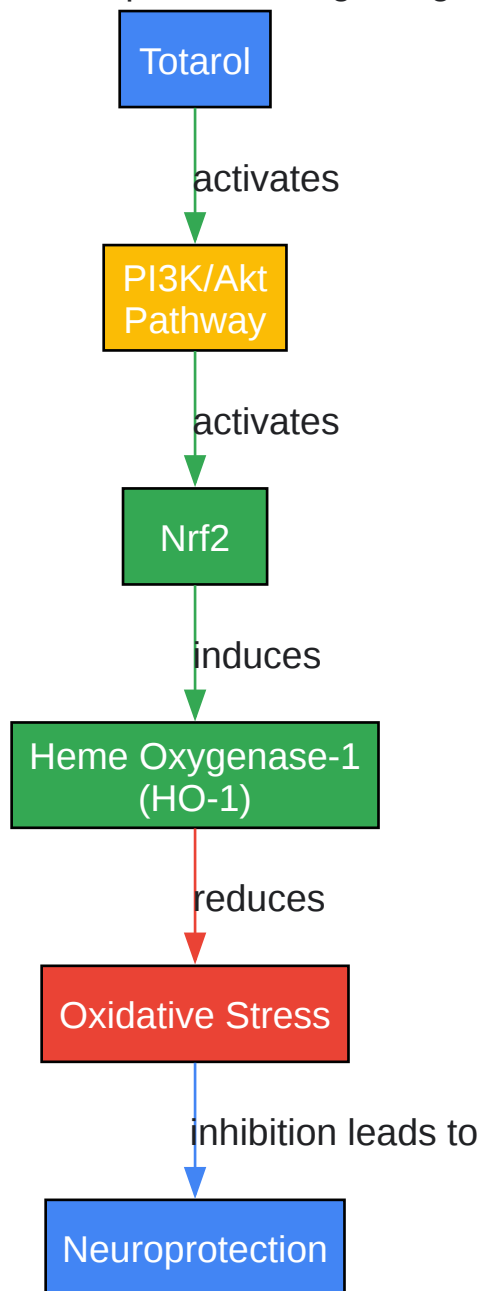 Totarol
activates
PI3K/Akt
Pathway
activates
Nrf2
induces
Heme Oxygenase-1
(HO-1)
reduces
Oxidative Stress
inhibition leads to
Neuroprotection